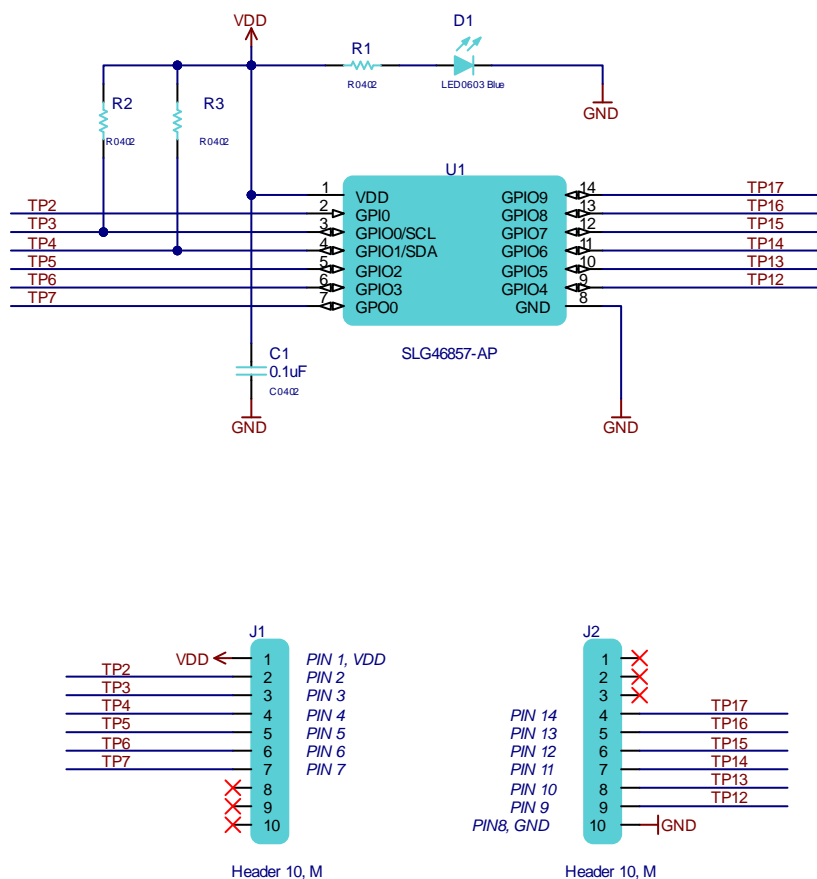 VDD
D1
R1
R0402
LED0603 Blue
GND
R2
R3
R0402
R0402
U1
1
VDD
GPIO9
14
TP17
TP2
2
GPI0
GPIO8
13
TP16
TP3
3
GPIO0/SCL
GPIO7
12
TP15
TP4
4
GPIO1/SDA
GPIO6
11
TP14
TP5
5
GPIO2
GPIO5
10
TP13
TP6
6
GPIO3
GPIO4
9
TP12
TP7
7
GPO0
GND
8
SLG46857-AP
C1
0.1uF
C0402
GND
GND
J1
VDD
1
PIN 1, VDD
TP2
2
PIN 2
TP3
3
PIN 3
TP4
4
PIN 4
TP5
5
PIN 5
TP6
6
PIN 6
TP7
7
PIN 7
8
9
10
Header 10, M
J2
1
2
3
PIN 14
4
TP17
PIN 13
5
TP16
PIN 12
6
TP15
PIN 11
7
TP14
PIN 10
8
TP13
PIN 9
9
TP12
PIN8, GND
10
GND
Header 10, M